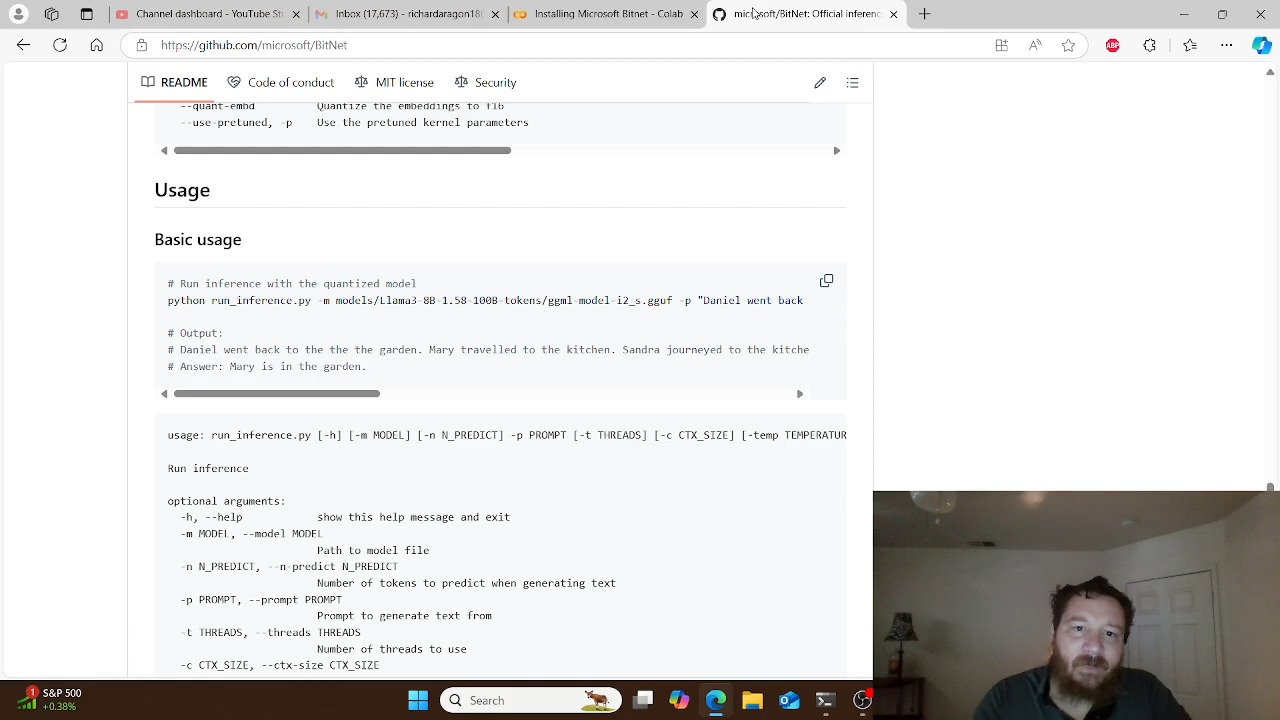 Channel dashboard - YouTube St
Inbox (17,673) - richardaragon18
Installing Microsoft Bitnet - Colab
microsoft/BitNet: Official inferenc
https://github.com/microsoft/BitNet
ABP
README
Code of conduct
MIT license
Security
--quant-embd Quantize the embeddings to f16
--use-pretuned, -p Use the pretuned kernel parameters
Usage
Basic usage
# Run inference with the quantized model
python run_inference.py -m models/Llama3-8B-1.58-100B-tokens/ggml-model-i2_s.gguf -p "Daniel went back
# Output:
# Daniel went back to the the the garden. Mary travelled to the kitchen. Sandra journeyed to the kitche
# Answer: Mary is in the garden.
usage: run_inference.py [-h] [-m MODEL] [-n N_PREDICT] -p PROMPT [-t THREADS] [-c CTX_SIZE] [-temp TEMPERATUR
Run inference
optional arguments:
-h, --help show this help message and exit
-m MODEL, --model MODEL
Path to model file
-n N_PREDICT, --n-predict N_PREDICT
Number of tokens to predict when generating text
-p PROMPT, --prompt PROMPT
Prompt to generate text from
-t THREADS, --threads THREADS
Number of threads to use
-c CTX_SIZE, --ctx-size CTX_SIZE
1
S&P 500
+0.38%
Search